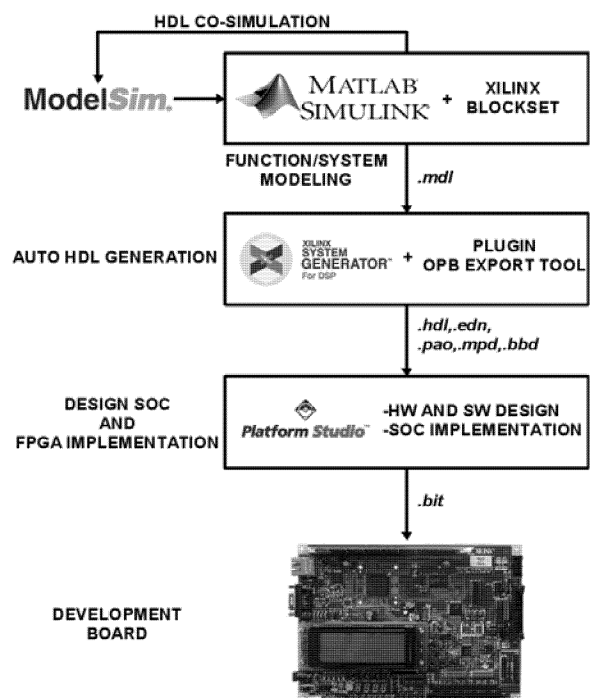 HDL CO-SIMULATION
ModelSim.
MATLAB®
SIMULINK®
+
XILINX
BLOCKSET
FUNCTION/SYSTEM
MODELING
.mdl
AUTO HDL GENERATION
XILINX
SYSTEM
GENERATOR™
For DSP
+
PLUGIN
OPB EXPORT TOOL
.hdl,.edn,
.pao,.mpd,.bbd
DESIGN SOC
AND
FPGA IMPLEMENTATION
Platform Studio™
-HW AND SW DESIGN
-SOC IMPLEMENTATION
.bit
DEVELOPMENT
BOARD